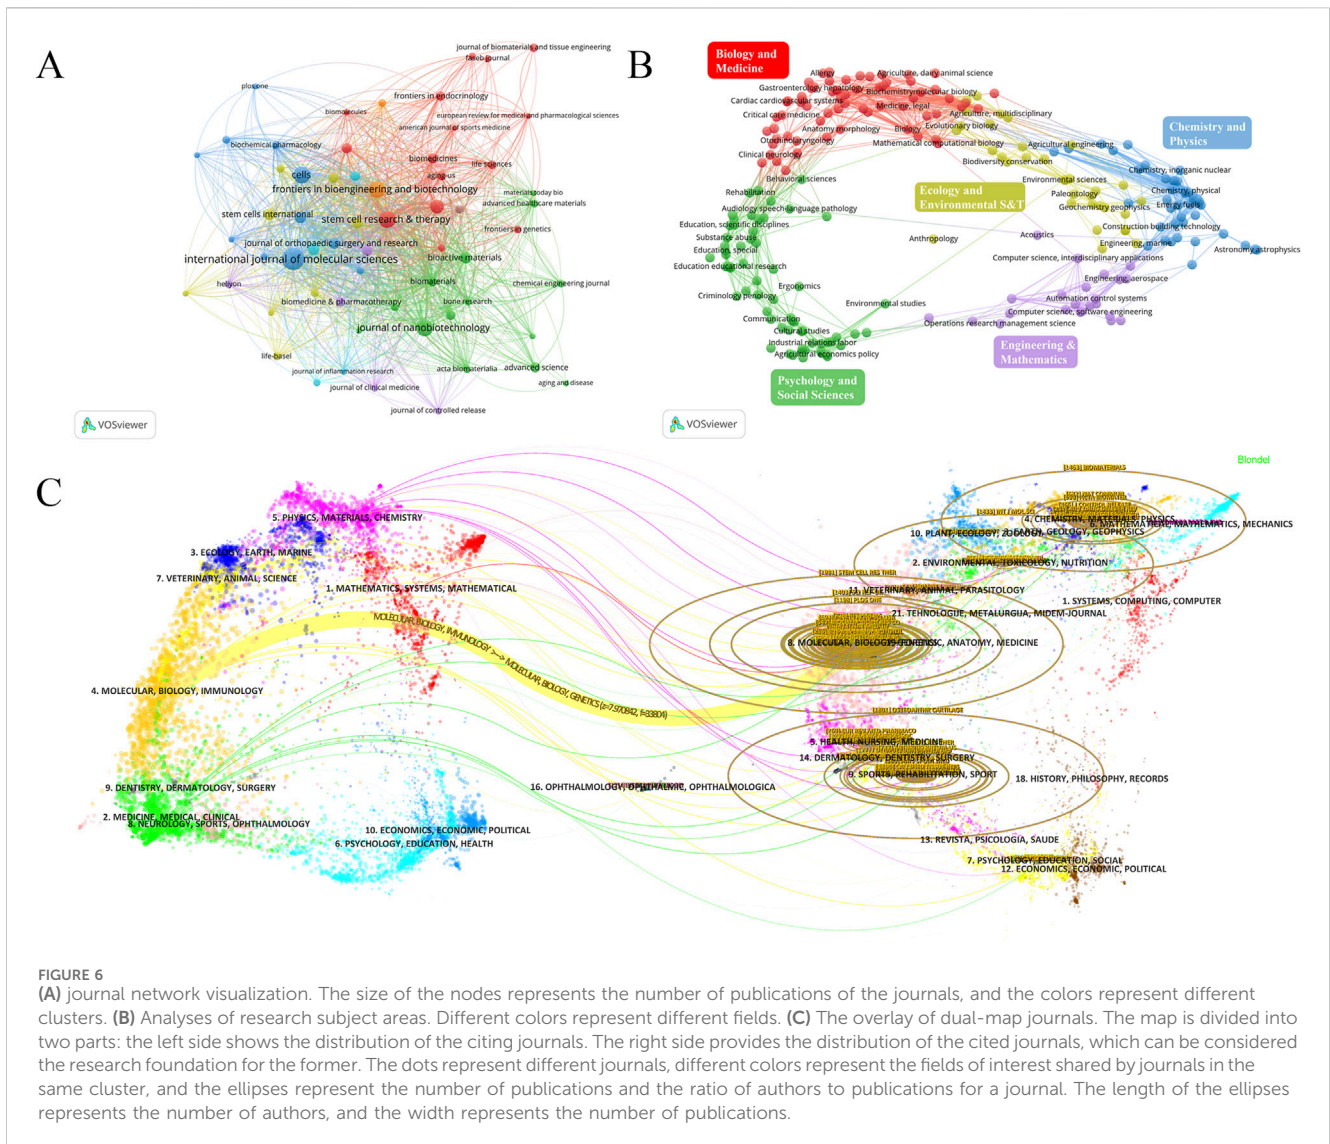 A
journal of biomaterials and tissue engineering
faseb journal
plos one
frontiers in endocrinology
biomolecules
european review for medical and pharmacological sciences
american journal of sports medicine
biochemical pharmacology
biomedicines
life sciences
cells
aging-us
frontiers in bioengineering and biotechnology
materials today bio
advanced healthcare materials
stem cells international
stem cell research & therapy
frontiers in genetics
journal of orthopaedic surgery and research
international journal of molecular sciences
bioactive materials
heliyon
biomaterials
chemical engineering journal
biomedicine & pharmacotherapy
bone research
journal of nanobiotechnology
life-basel
journal of inflammation research
acta biomaterialia
advanced science
journal of clinical medicine
aging and disease
journal of controlled release
VOSviewer
B
Biology and
Medicine
Allergy
Agriculture, dairy animal science
Gastroenterology hepatology
Biochemistrymolecular biology
Cardiac cardiovascular systems
Medicine, legal
Critical care medicine
Agriculture, multidisciplinary
Anatomy morphology
Biology
Evolutionary biology
Otorhinolaryngology
Mathematical computational biology
Agricultural engineering
Chemistry and
Physics
Clinical neurology
Biodiversity conservation
Chemistry, inorganic nuclear
Behavioral sciences
Environmental sciences
Rehabilitation
Ecology and
Environmental S&T
Paleontology
Chemistry, physical
Audiology speech-language pathology
Geochemistry geophysics
Energy fuels
Education, scientific disciplines
Construction building technology
Substance abuse
Anthropology
Acoustics
Engineering, marine
Education, special
Astronomy astrophysics
Education educational research
Computer science, interdisciplinary applications
Engineering, aerospace
Ergonomics
Criminology penology
Environmental studies
Automation control systems
Communication
Computer science, software engineering
Cultural studies
Operations research management science
Industrial relations labor
Agricultural economics policy
Engineering &
Mathematics
Psychology and
Social Sciences
VOSviewer
C
Blondel
5. PHYSICS, MATERIALS, CHEMISTRY
3. ECOLOGY, EARTH, MARINE
7. VETERINARY, ANIMAL, SCIENCE
1. MATHEMATICS, SYSTEMS, MATHEMATICAL
MOLECULAR, BIOLOGY, IMMUNOLOGY >--> MOLECULAR, BIOLOGY, GENETICS (z=7.970842, f=33804)
4. MOLECULAR, BIOLOGY, IMMUNOLOGY
9. DENTISTRY, DERMATOLOGY, SURGERY
2. MEDICINE, MEDICAL, CLINICAL
8. NEUROLOGY, SPORTS, OPHTHALMOLOGY
10. ECONOMICS, ECONOMIC, POLITICAL
6. PSYCHOLOGY, EDUCATION, HEALTH
[1463] BIOMATERIALS
4. CHEMISTRY, MATERIALS, PHYSICS
6. MATHEMATICAL, MATHEMATICS, MECHANICS
10. PLANT, ECOLOGY, ZOOLOGY
EARTH, GEOLOGY, GEOPHYSICS
2. ENVIRONMENTAL, TOXICOLOGY, NUTRITION
11. VETERINARY, ANIMAL, PARASITOLOGY
1. SYSTEMS, COMPUTING, COMPUTER
21. TEHNOLOGIJE, METALURGIJA, MIDEM-JOURNAL
8. MOLECULAR, BIOLOGY, GENETICS
FORENSIC, ANATOMY, MEDICINE
5. HEALTH, NURSING, MEDICINE
14. DERMATOLOGY, DENTISTRY, SURGERY
9. SPORTS, REHABILITATION, SPORT
18. HISTORY, PHILOSOPHY, RECORDS
16. OPHTHALMOLOGY, OPHTHALMIC, OPHTHALMOLOGICA
13. REVISTA, PSICOLOGIA, SAUDE
7. PSYCHOLOGY, EDUCATION, SOCIAL
12. ECONOMICS, ECONOMIC, POLITICAL
FIGURE 6
(A) journal network visualization. The size of the nodes represents the number of publications of the journals, and the colors represent different
clusters. (B) Analyses of research subject areas. Different colors represent different fields. (C) The overlay of dual-map journals. The map is divided into
two parts: the left side shows the distribution of the citing journals. The right side provides the distribution of the cited journals, which can be considered
the research foundation for the former. The dots represent different journals, different colors represent the fields of interest shared by journals in the
same cluster, and the ellipses represent the number of publications and the ratio of authors to publications for a journal. The length of the ellipses
represents the number of authors, and the width represents the number of publications.